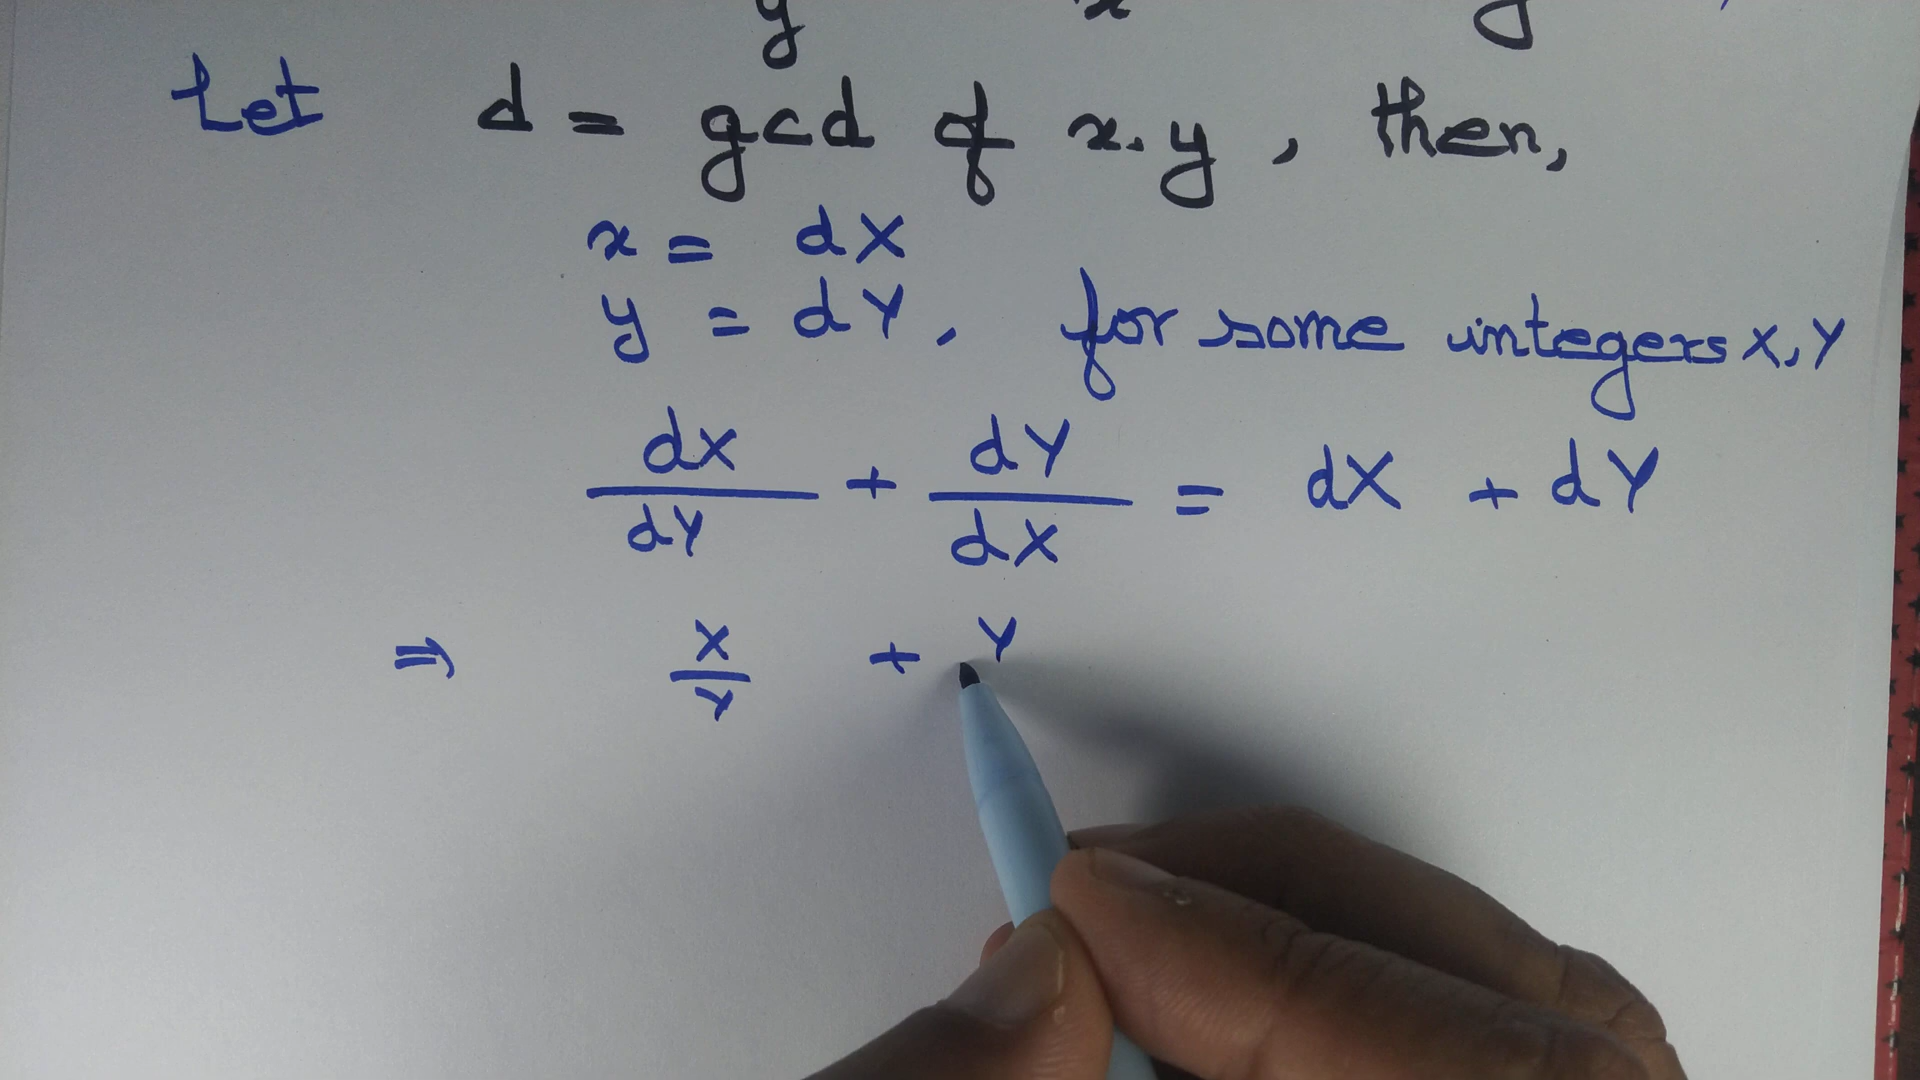 y x y
Let d = gcd of x, y, then,
x = dX
y = dY, for some integers X, Y
dX/dY + dY/dX = dX + dY
⇒ X/Y + Y